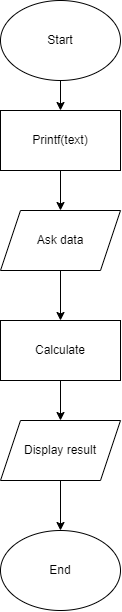 Start
Printf(text)
Ask data
Calculate
Display result
End